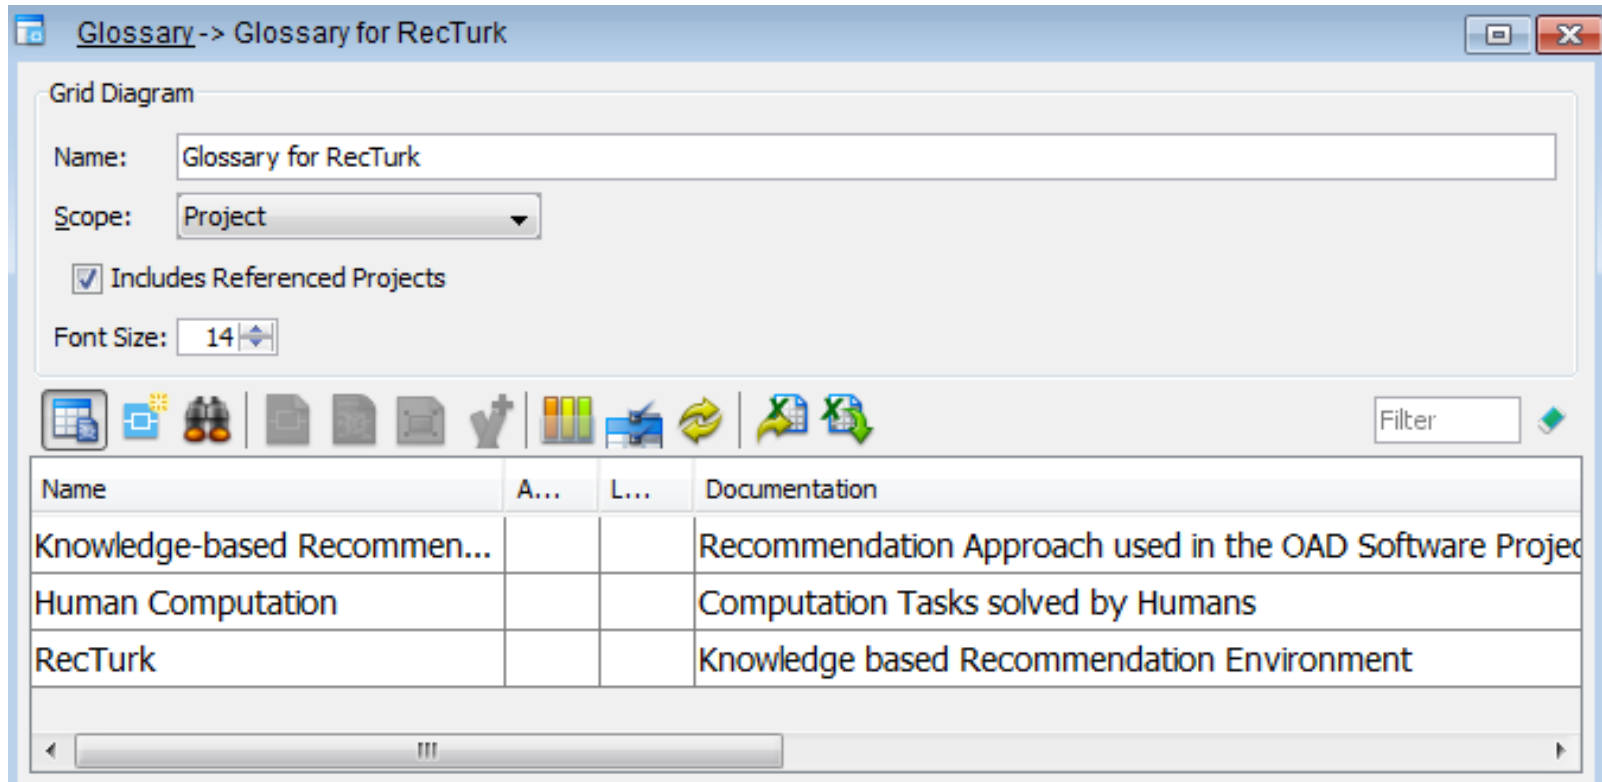 Glossary -> Glossary for RecTurk
Grid Diagram
Name: Glossary for RecTurk
Scope: Project
Includes Referenced Projects
Font Size: 14
Filter
Name A... L... Documentation
Knowledge-based Recommen... Recommendation Approach used in the OAD Software Projec
Human Computation Computation Tasks solved by Humans
RecTurk Knowledge based Recommendation Environment